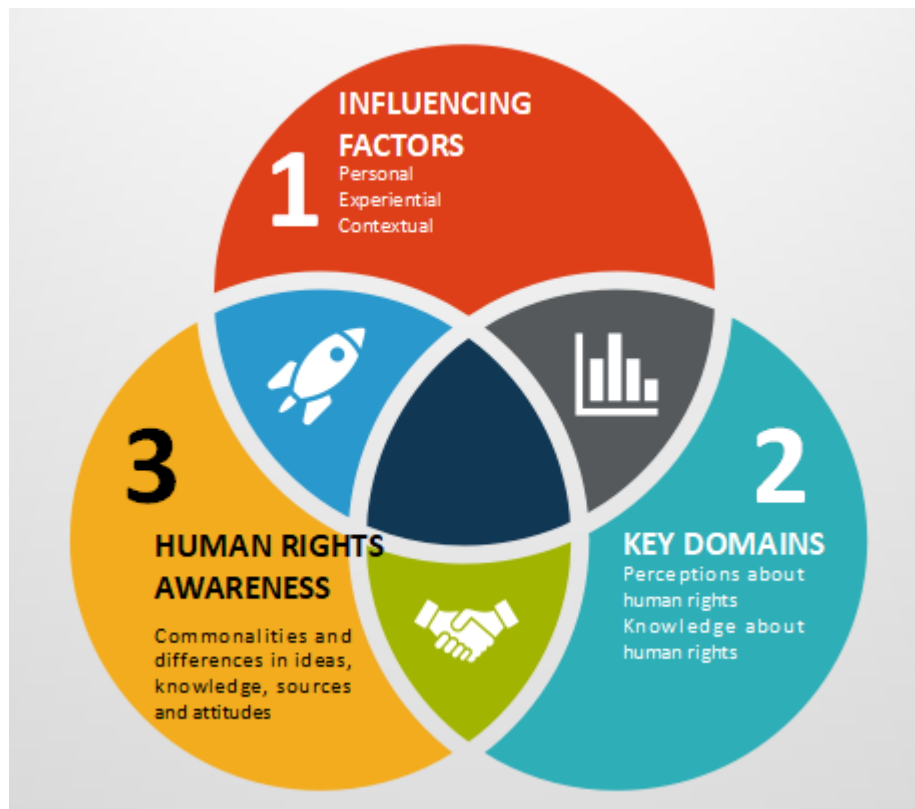 INFLUENCING
FACTORS
1
Personal
Experiential
Contextual
2
KEY DOMAINS
Perceptions about
human rights
Knowledge about
human rights
3
HUMAN RIGHTS
AWARENESS
Commonalities and
differences in ideas,
knowledge, sources
and attitudes